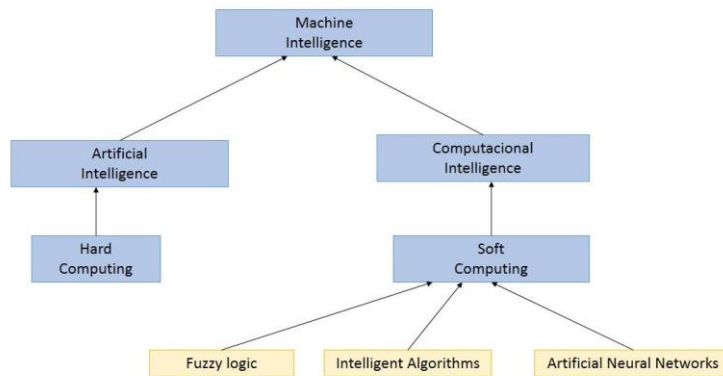 Machine
Intelligence
Artificial
Intelligence
Computacional
Intelligence
Hard
Computing
Soft
Computing
Fuzzy logic
Intelligent Algorithms
Artificial Neural Networks